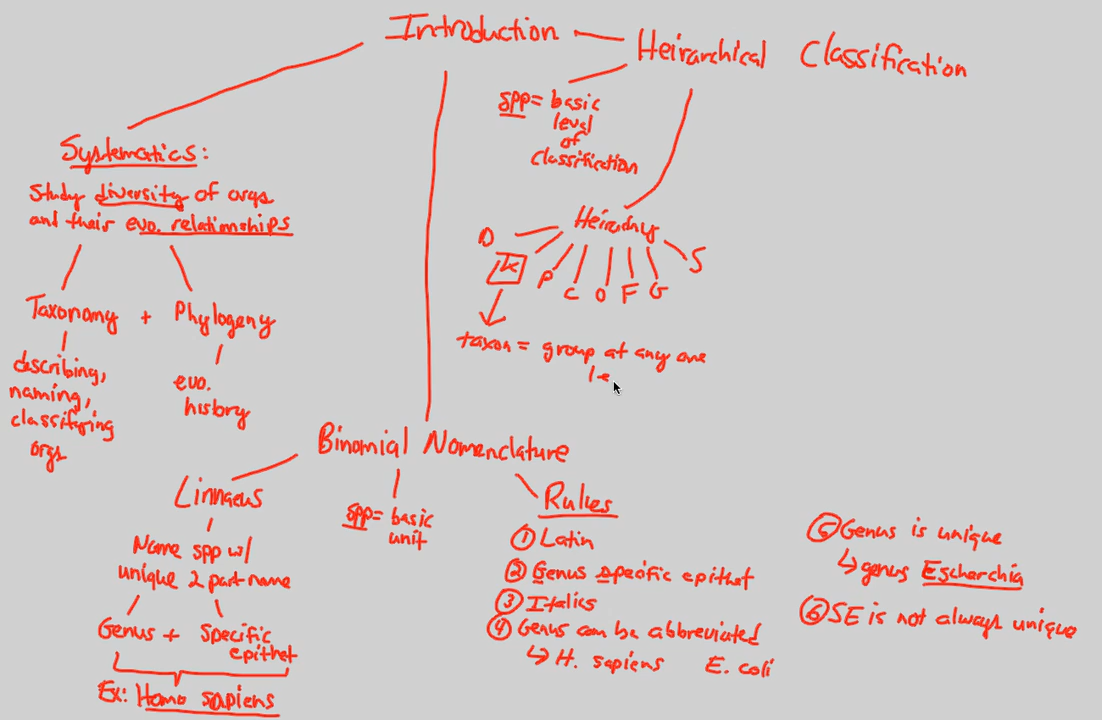 Introduction
Heirarchical Classification
spp = basic
level
of
classification
Systematics:
Study diversity of orgs
and their evo. relationships
Heirarchy
D
K
P
C
O
F
G
S
taxon = group at any one
le
Taxonomy + Phylogeny
describing,
naming,
classifying
orgs
evo.
history
Binomial Nomenclature
Linnaeus
Name spp w/
unique 2 part name
Genus + Specific
epithet
Ex: Homo sapiens
spp = basic
unit
Rules
① Latin
② Genus specific epithet
③ Italics
④ Genus can be abbreviated
↳ H. sapiens E. coli
⑤ Genus is unique
↳ genus Escherchia
⑥ SE is not always unique